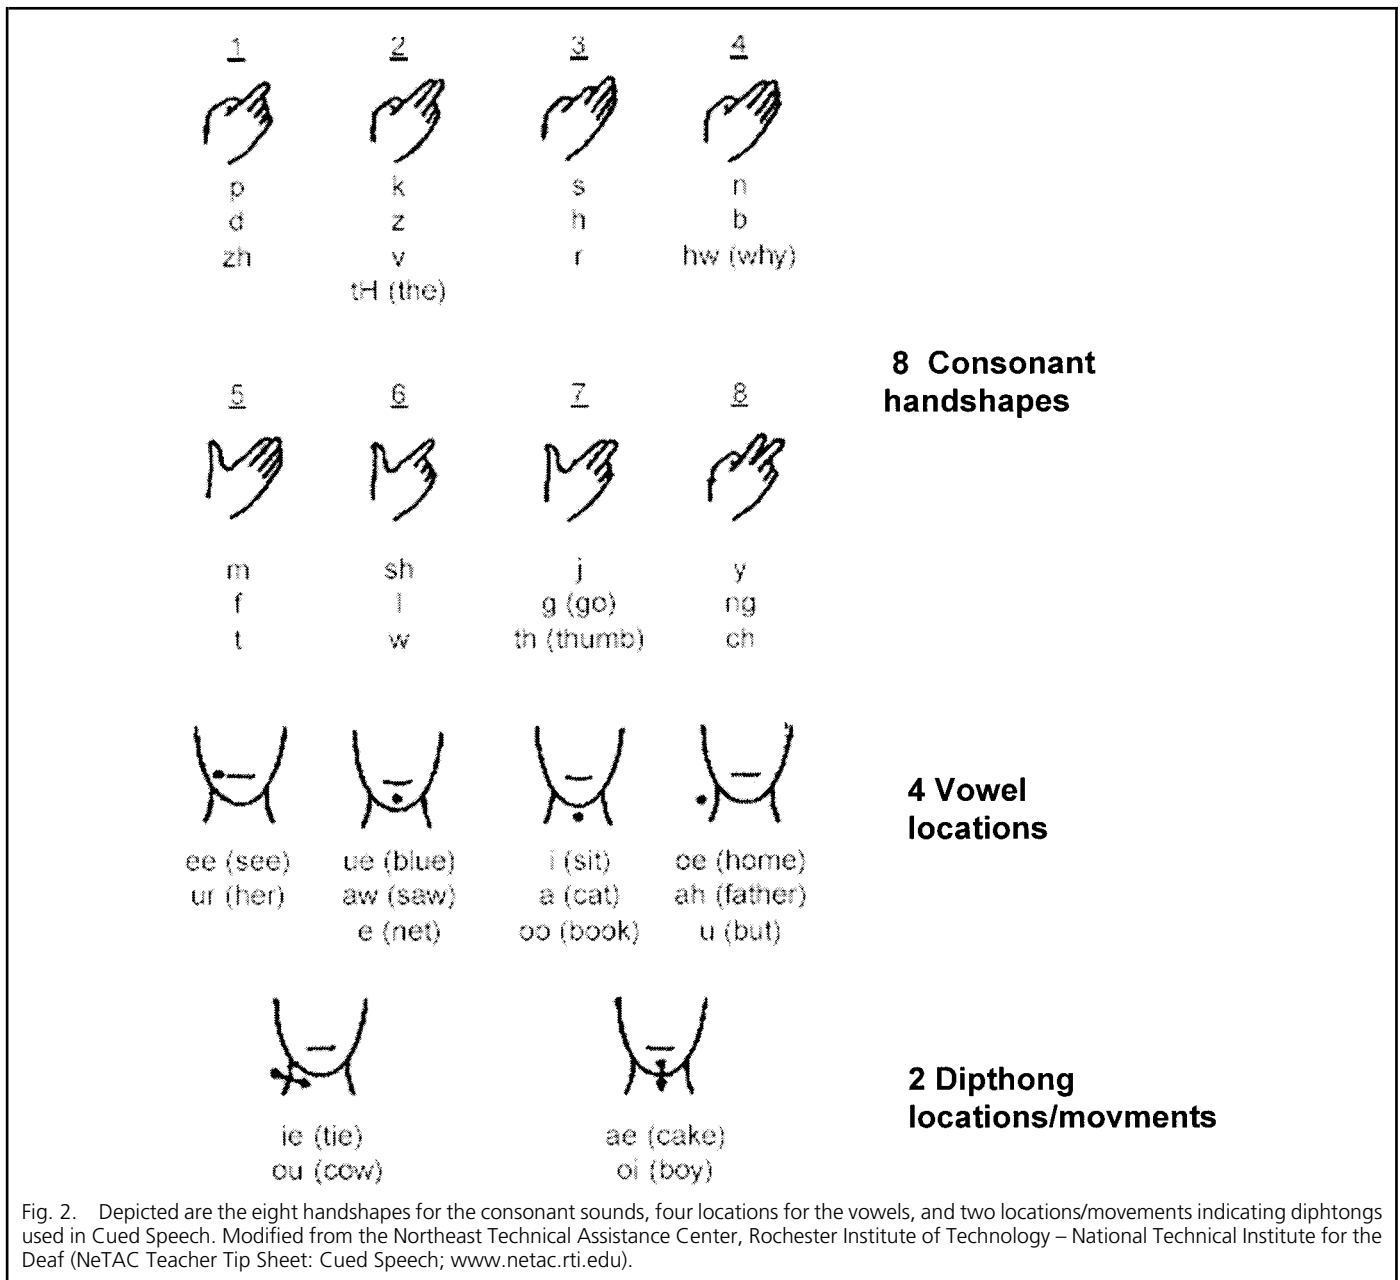 1 2 3 4
p k s n
d z h b
zh v r hw (why)
tH (the)
8 Consonant
handshapes
5 6 7 8
m sh j y
f l g (go) ng
t w th (thumb) ch
4 Vowel
locations
ee (see) ue (blue) i (sit) oe (home)
ur (her) aw (saw) a (cat) ah (father)
e (net) oo (book) u (but)
2 Dipthong
locations/movments
ie (tie) ae (cake)
ou (cow) oi (boy)
Fig. 2. Depicted are the eight handshapes for the consonant sounds, four locations for the vowels, and two locations/movements indicating diphtongs
used in Cued Speech. Modified from the Northeast Technical Assistance Center, Rochester Institute of Technology – National Technical Institute for the
Deaf (NeTAC Teacher Tip Sheet: Cued Speech; www.netac.rti.edu).